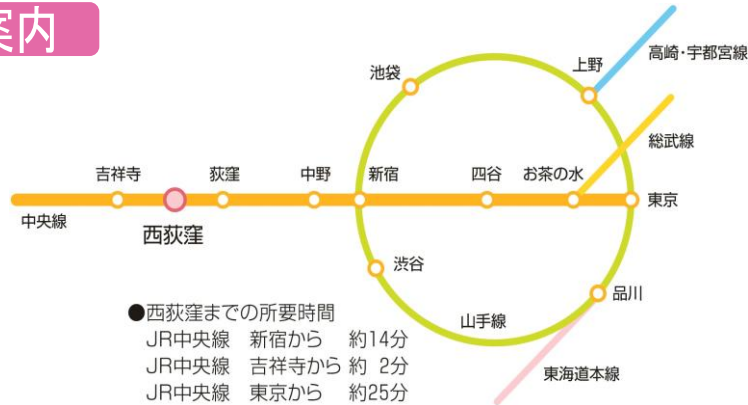 案内
池袋
上野
高崎・宇都宮線
総武線
吉祥寺
荻窪
中野
新宿
四谷
お茶の水
東京
中央線
西荻窪
渋谷
品川
山手線
東海道本線
●西荻窪までの所要時間
JR中央線 新宿から 約14分
JR中央線 吉祥寺から 約 2分
JR中央線 東京から 約25分